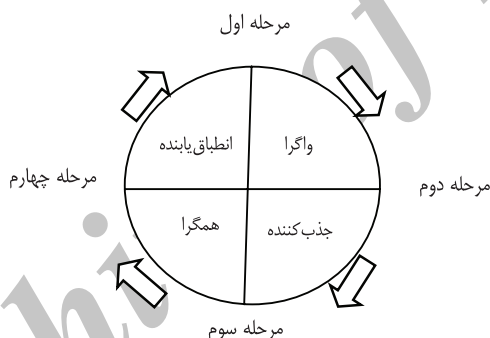 مرحله اول
واگرا
انطباق‌یابنده
مرحله دوم
مرحله چهارم
همگرا
جذب‌کننده
مرحله سوم